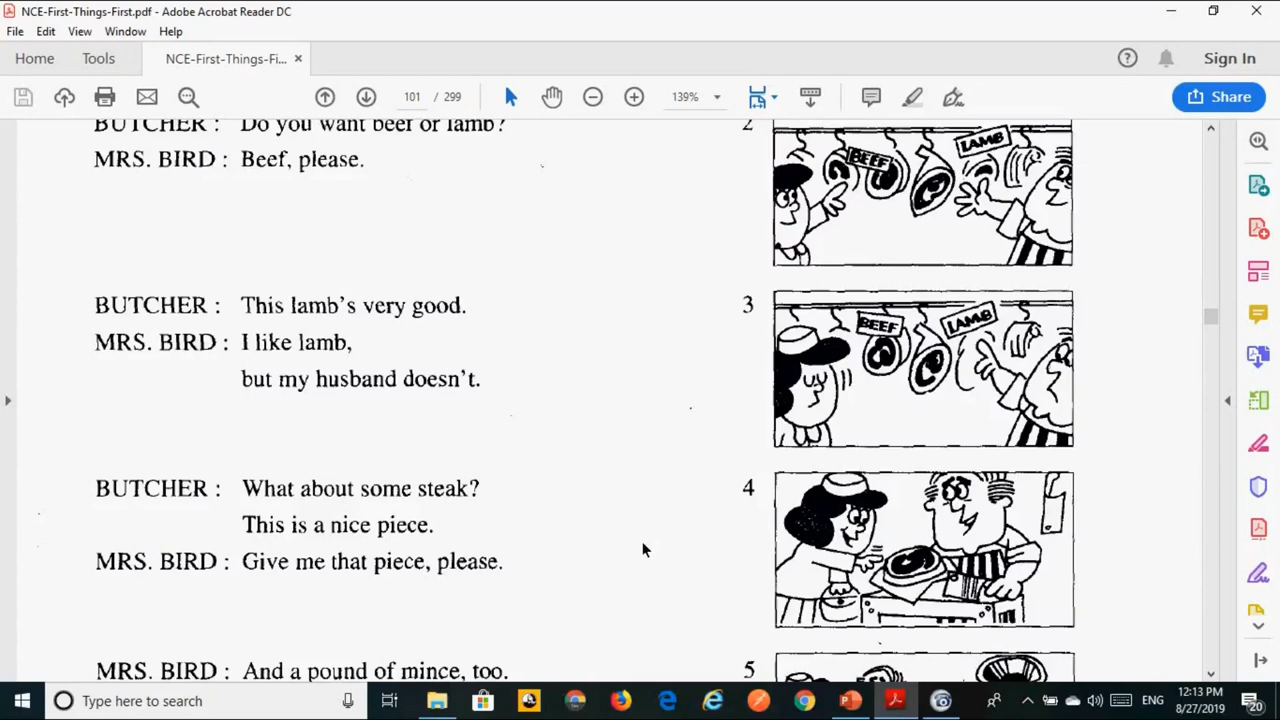 NCE-First-Things-First.pdf - Adobe Acrobat Reader DC
File Edit View Window Help
Home Tools NCE-First-Things-Fi... × Sign In
101 / 299 139% Share
BUTCHER : Do you want beef or lamb? 2
MRS. BIRD : Beef, please.
BEEF LAMB
BUTCHER : This lamb's very good. 3
MRS. BIRD : I like lamb,
but my husband doesn't.
BEEF LAMB
BUTCHER : What about some steak? 4
This is a nice piece.
MRS. BIRD : Give me that piece, please.
MRS. BIRD : And a pound of mince, too. 5
Type here to search
ENG
12:13 PM
8/27/2019
20